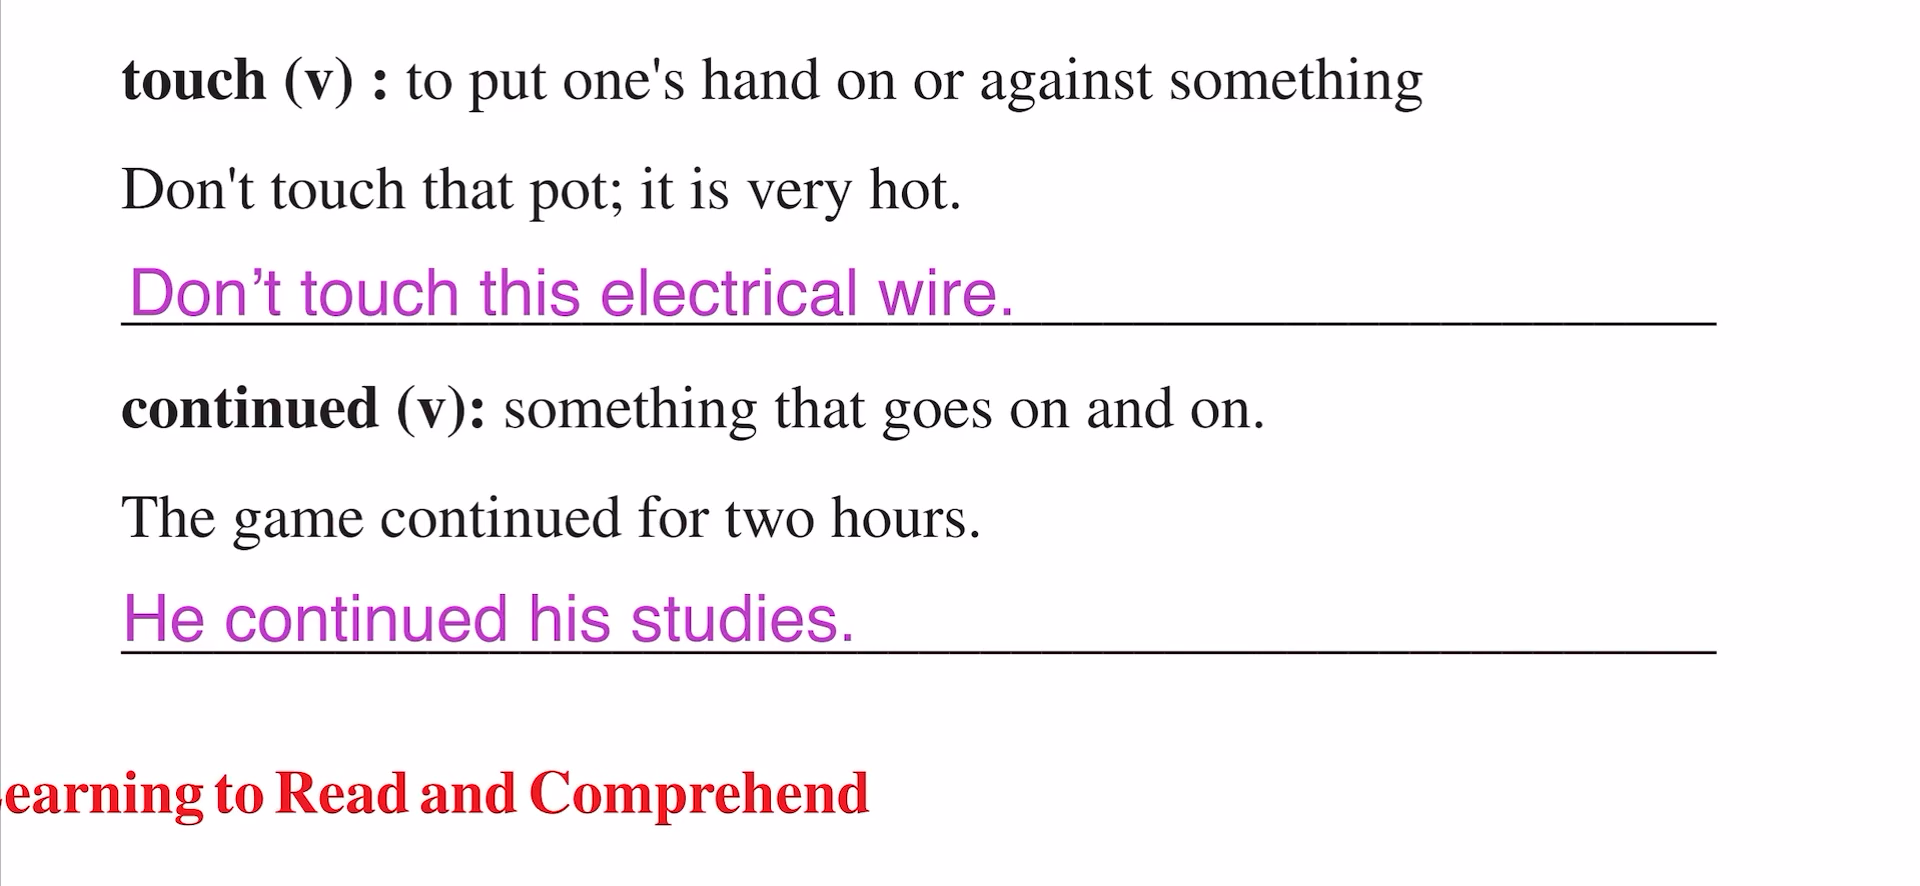 touch (v) : to put one's hand on or against something
Don't touch that pot; it is very hot.
Don’t touch this electrical wire.
continued (v): something that goes on and on.
The game continued for two hours.
He continued his studies.
earning to Read and Comprehend